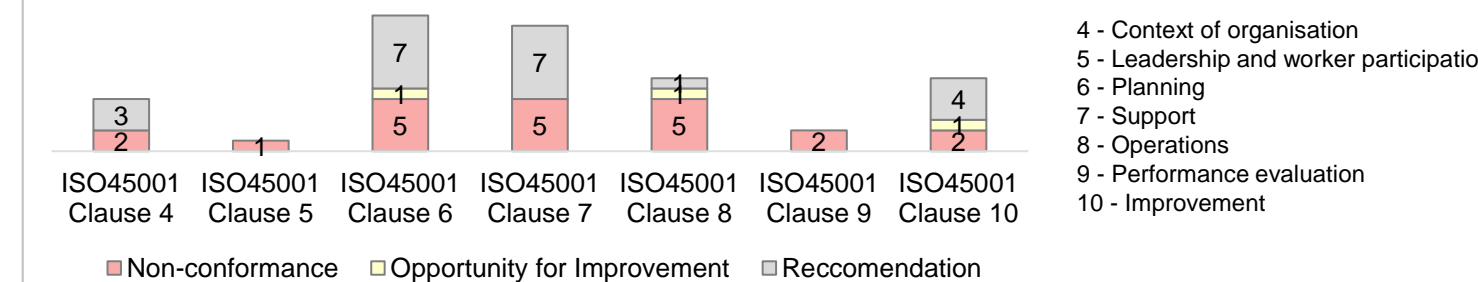 7
7
1
4
3
1
1
1
2
1
5
5
5
2
2
ISO45001 ISO45001 ISO45001 ISO45001 ISO45001 ISO45001 ISO45001
Clause 4 Clause 5 Clause 6 Clause 7 Clause 8 Clause 9 Clause 10
Non-conformance Opportunity for Improvement Reccomendation
4 - Context of organisation
5 - Leadership and worker participatio
6 - Planning
7 - Support
8 - Operations
9 - Performance evaluation
10 - Improvement